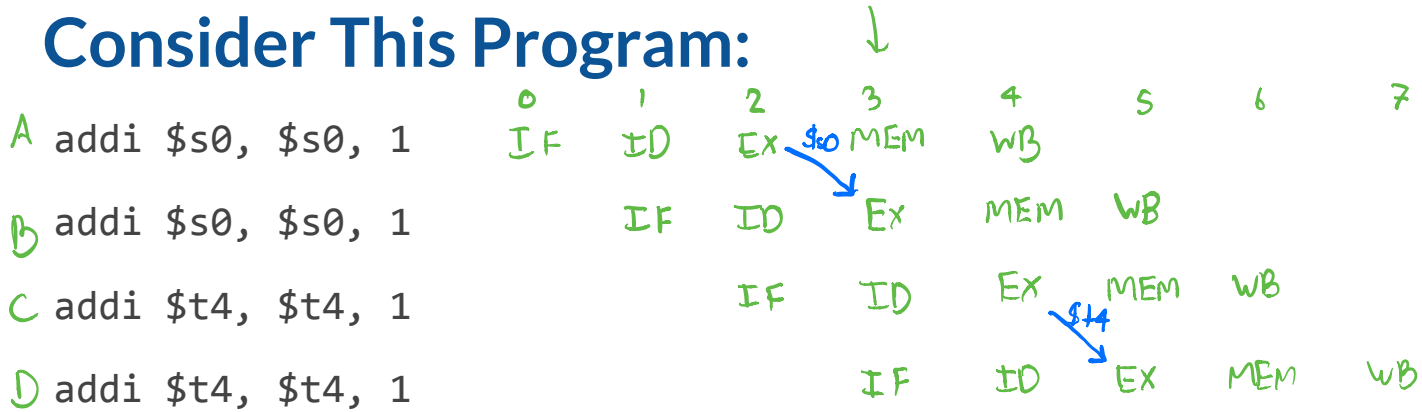 Consider This Program:
0 1 2 3 4 5 6 7
A addi $s0, $s0, 1 IF ID EX $s0 MEM WB
B addi $s0, $s0, 1 IF ID EX MEM WB
C addi $t4, $t4, 1 IF ID EX MEM WB
$t4
D addi $t4, $t4, 1 IF ID EX MEM WB